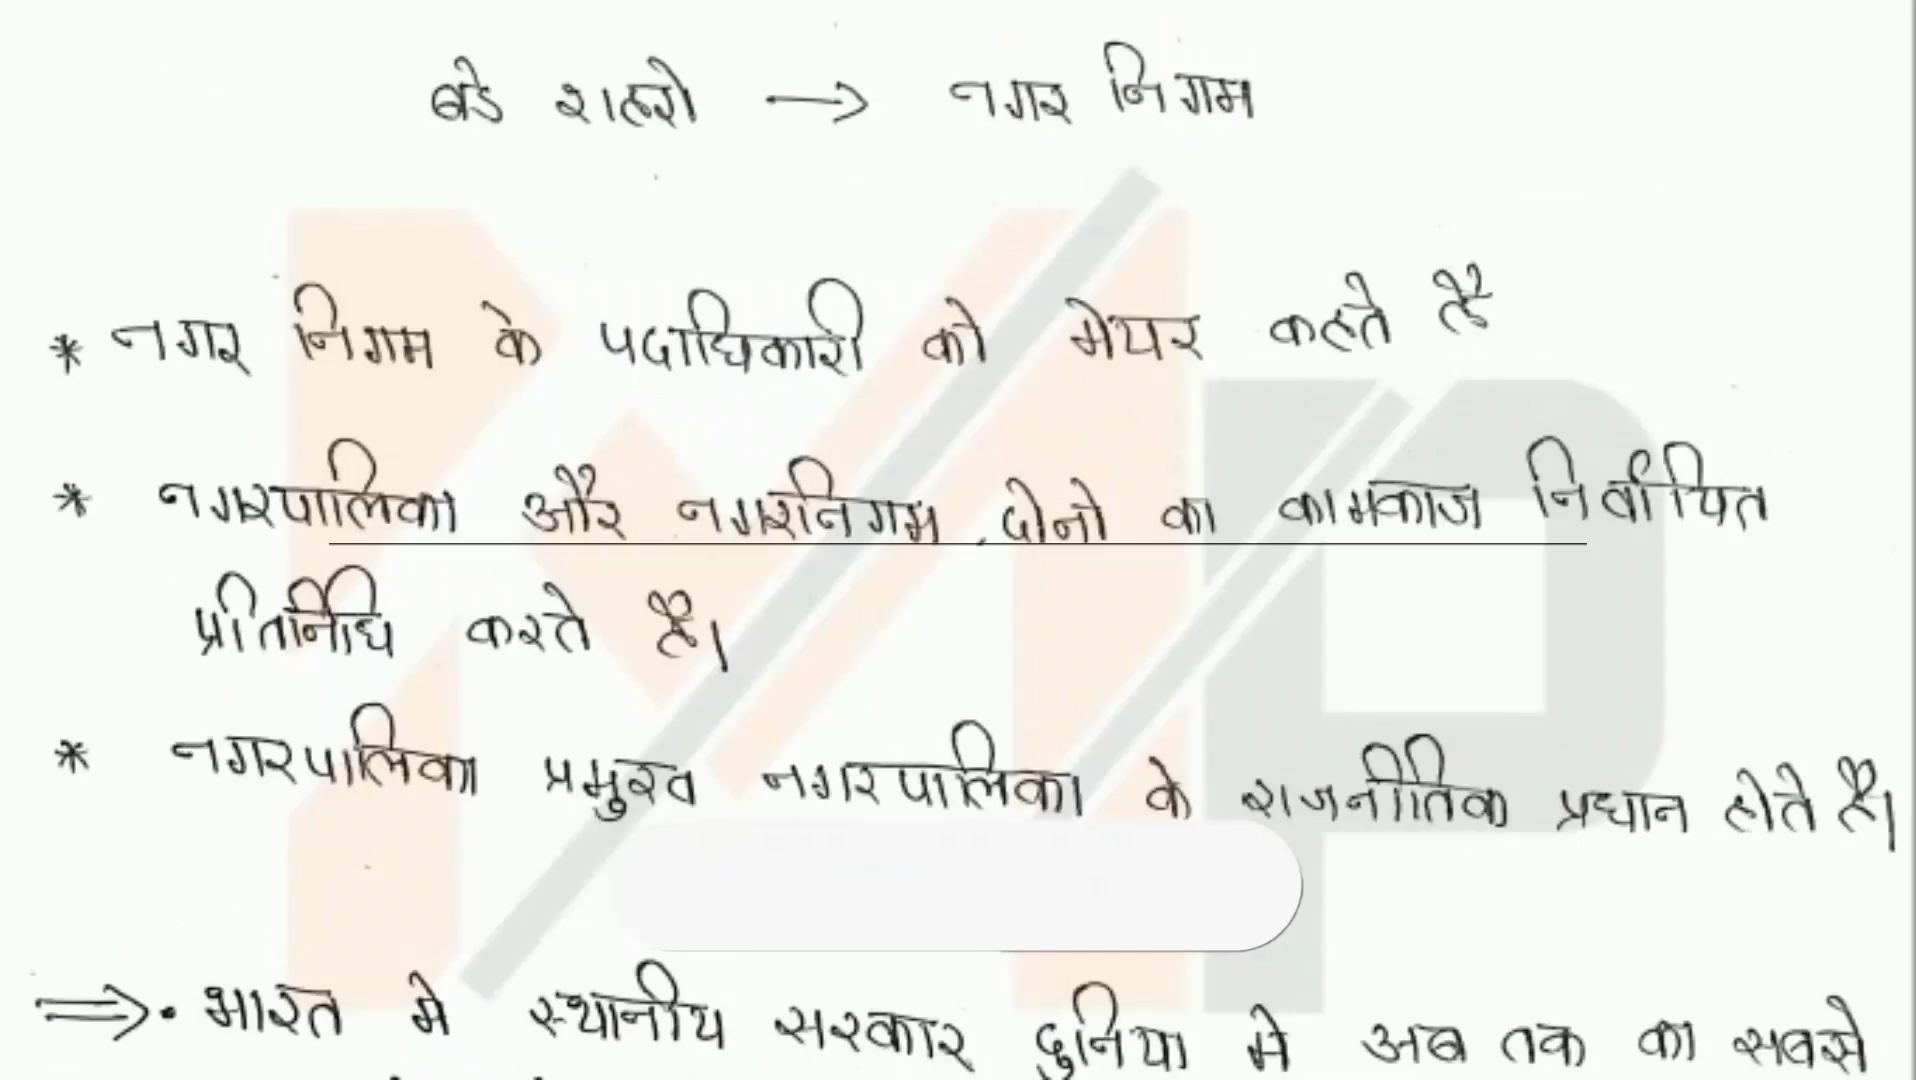 बडे शहरो → नगर निगम
* नगर निगम के पदाधिकारी को मेयर कहते है
* नगरपालिका और नगरनिगम दोनो का कामकाज निर्वाचित
प्रतिनिधि करते है।
* नगरपालिका प्रमुख नगरपालिका के राजनीतिक प्रधान होते है।
⇒ • भारत मे स्थानीय सरकार दुनिया मे अब तक का सबसे